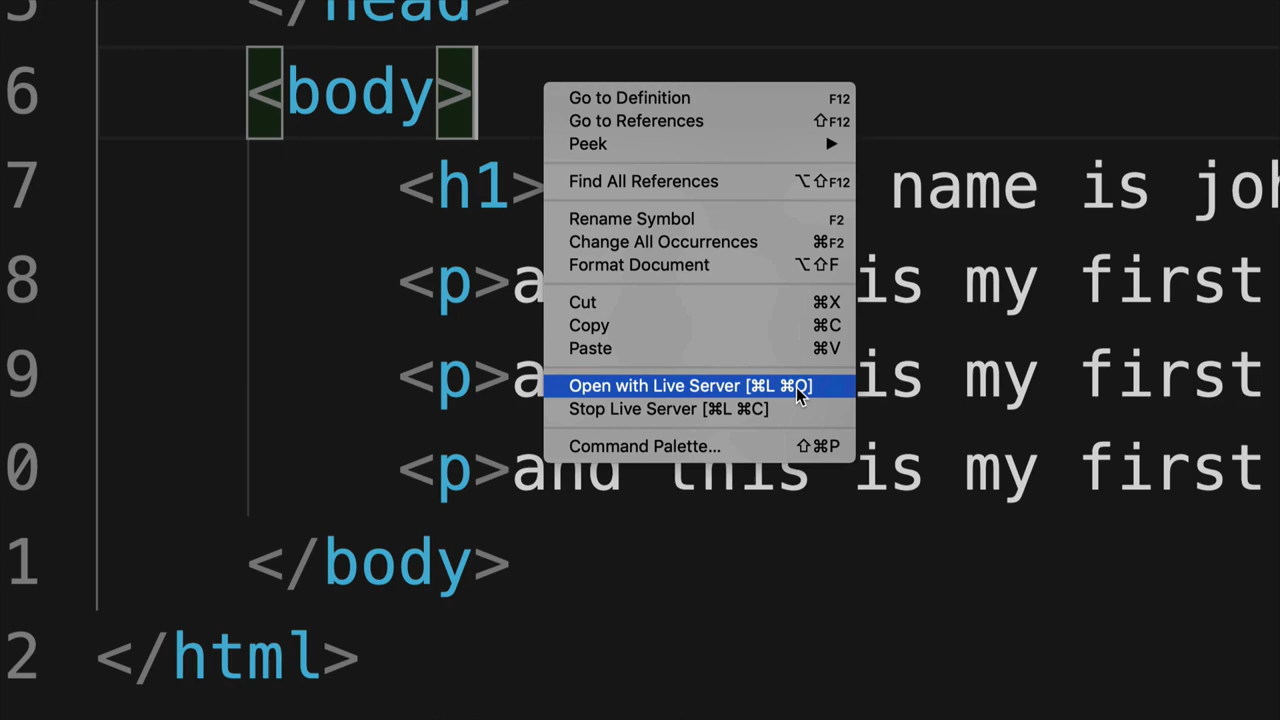 5 </head>
6 <body>
7 <h1> name is joh
8 <p>a is my first
9 <p>a is my first
0 <p>and this is my first
1 </body>
2 </html>
Go to Definition F12
Go to References ⇧F12
Peek ▶
Find All References ⌥⇧F12
Rename Symbol F2
Change All Occurrences ⌘F2
Format Document ⌥⇧F
Cut ⌘X
Copy ⌘C
Paste ⌘V
Open with Live Server [⌘L ⌘O]
Stop Live Server [⌘L ⌘C]
Command Palette... ⇧⌘P